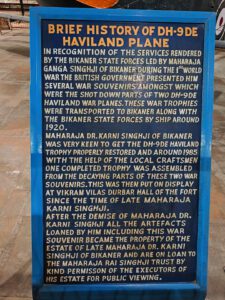 BRIEF HISTORY OF DH-9DE
HAVILAND PLANE
IN RECOGNITION OF THE SERVICES RENDERED
BY THE BIKANER STATE FORCES LED BY MAHARAJA
GANGA SINGHJI OF BIKANER DURING THE 1ST WORLD
WAR THE BRITISH GOVERNMENT PRESENTED HIM
SEVERAL WAR SOUVENIRS AMONGST WHICH
WERE THE SHOT DOWN PARTS OF TWO DH-9DE
HAVILAND WAR PLANES. THESE WAR TROPHIES
WERE TRANSPORTED TO BIKANER ALONG WITH
THE BIKANER STATE FORCES BY SHIP AROUND
1920.
MAHARAJA DR. KARNI SINGHJI OF BIKANER
WAS VERY KEEN TO GET THE DH-9DE HAVILAND
TROPHY PROPERLY RESTORED AND AROUND 1985
WITH THE HELP OF THE LOCAL CRAFTSMEN
ONE COMPLETED TROPHY WAS ASSEMBLED
FROM THE DECAYING PARTS OF THESE TWO WAR
SOUVENIRS. THIS WAS THEN PUT ON DISPLAY
AT VIKRAM VILAS DURBAR HALL OF THE FORT
SINCE THE TIME OF LATE MAHARAJA
KARNI SINGHJI.
AFTER THE DEMISE OF MAHARAJA DR.
KARNI SINGHJI ALL THE ARTEFACTS
LOANED BY HIM INCLUDING THIS WAR
SOUVENIR BECAME THE PROPERTY OF THE
ESTATE OF LATE MAHARAJA DR. KARNI
SINGHJI OF BIKANER AND ARE ON LOAN TO
THE MAHARAJA RAI SINGHJI TRUST BY
KIND PERMISSON OF THE EXECUTORS OF
HIS ESTATE FOR PUBLIC VIEWING.